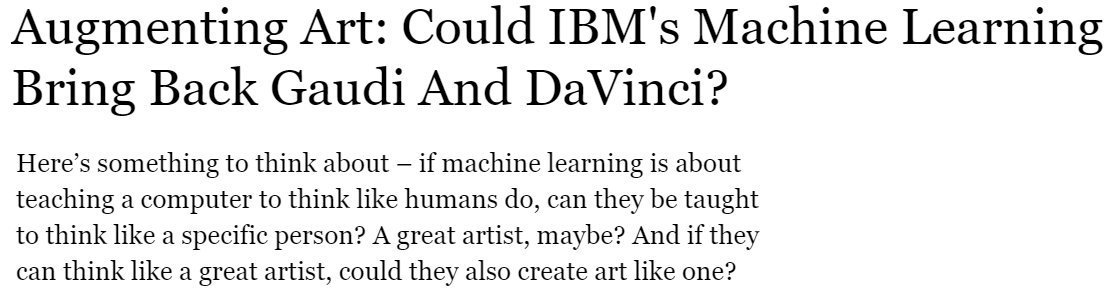 Augmenting Art: Could IBM's Machine Learning
Bring Back Gaudi And DaVinci?
Here’s something to think about – if machine learning is about
teaching a computer to think like humans do, can they be taught
to think like a specific person? A great artist, maybe? And if they
can think like a great artist, could they also create art like one?